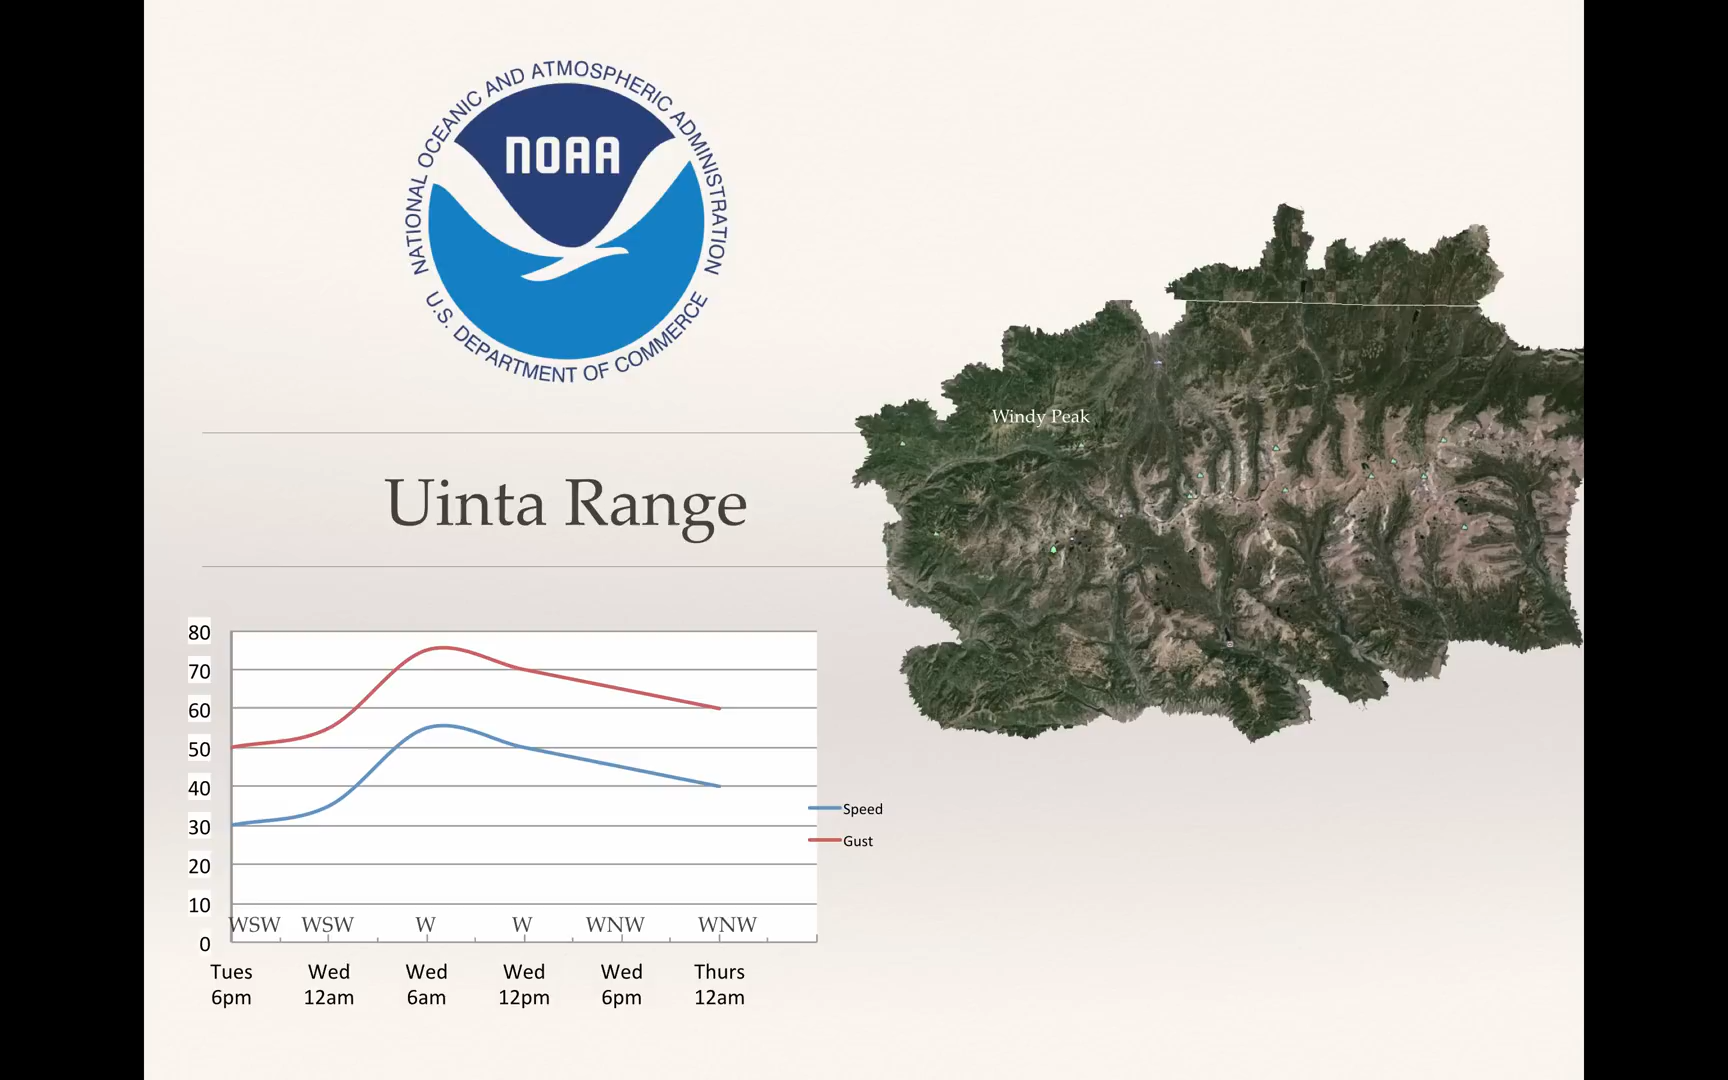 NATIONAL OCEANIC AND ATMOSPHERIC ADMINISTRATION
NOAA
U.S. DEPARTMENT OF COMMERCE
Windy Peak
Uinta Range
80
70
60
50
40
30
20
10
0
Speed
Gust
WSW WSW W W WNW WNW
Tues Wed Wed Wed Wed Thurs
6pm 12am 6am 12pm 6pm 12am